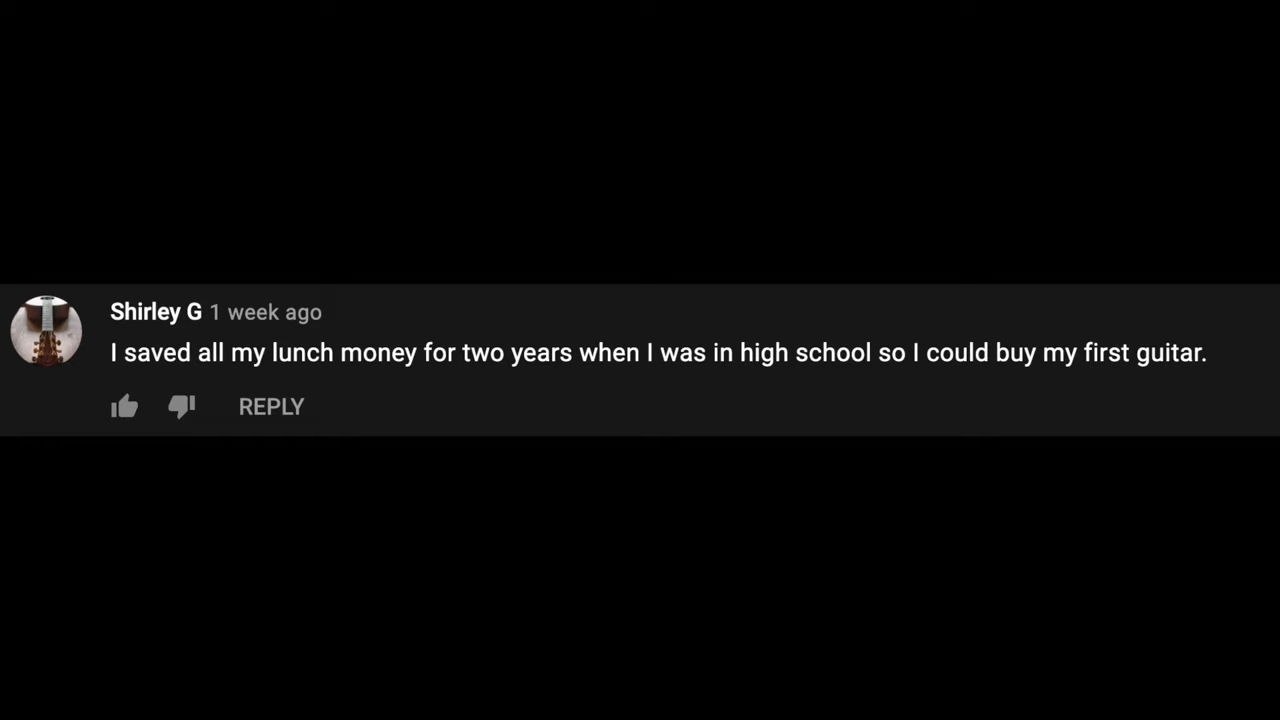 Shirley G 1 week ago
I saved all my lunch money for two years when I was in high school so I could buy my first guitar.
REPLY